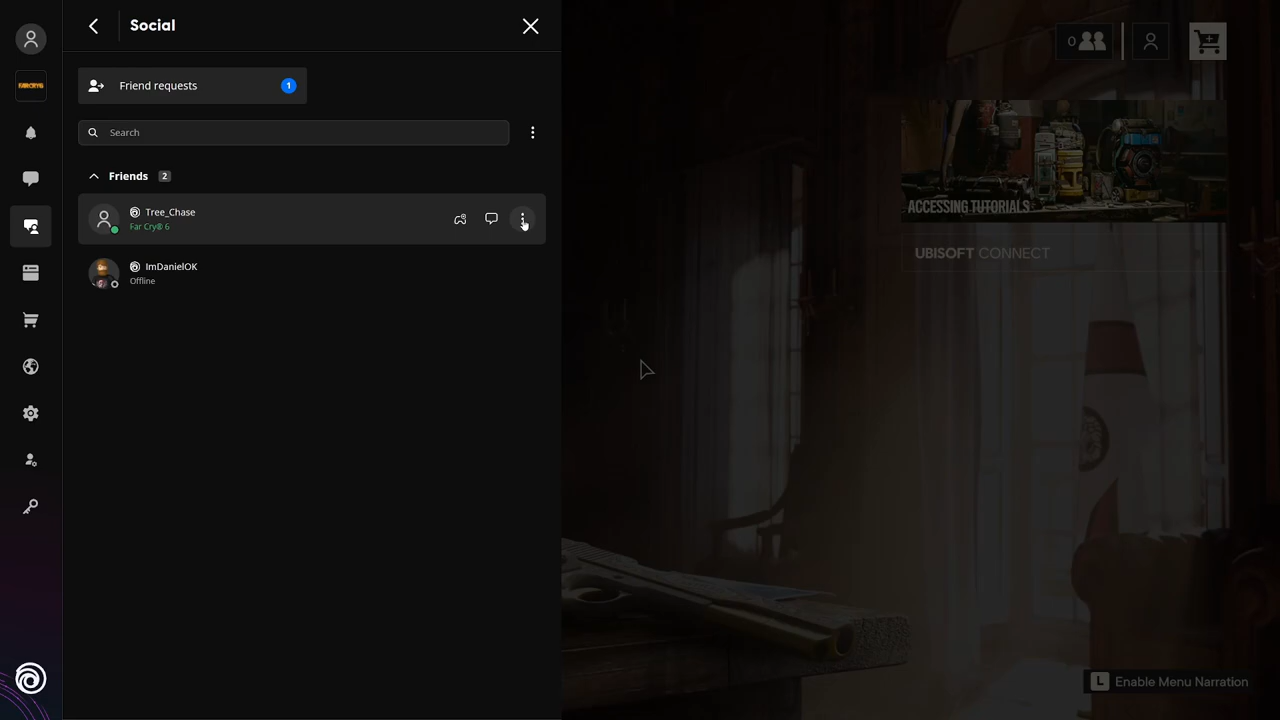 Social
Friend requests 1
Search
Friends 2
Tree_Chase
Far Cry® 6
ImDanielOK
Offline
FARCRY6
0
ACCESSING TUTORIALS
UBISOFT CONNECT
L Enable Menu Narration